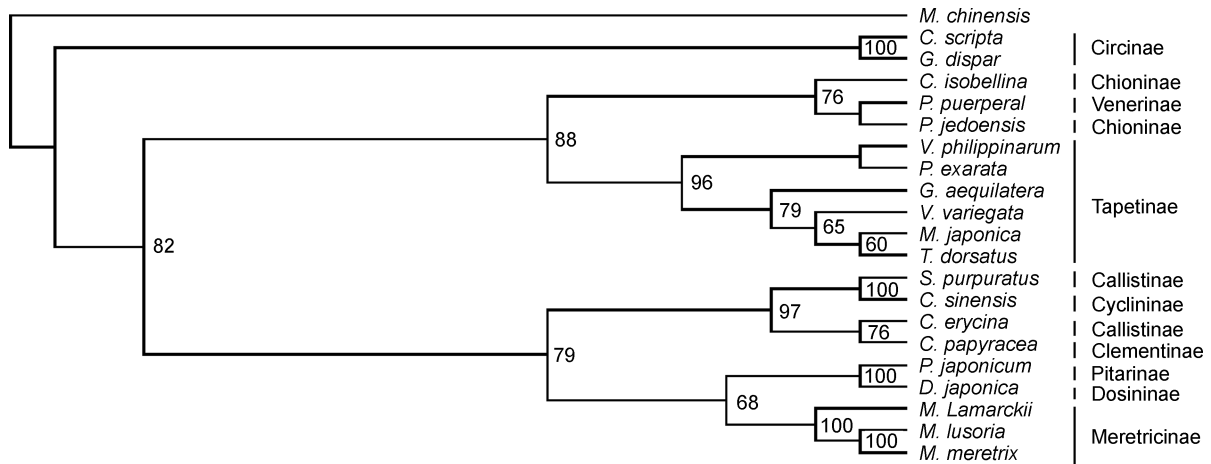 M. chinensis
C. scripta
100
Circinae
G. dispar
C. isobellina
Chioninae
76
P. puerperal
Venerinae
P. jedoensis
Chioninae
88
V. philippinarum
P. exarata
96
G. aequilatera
Tapetinae
79
V. variegata
65
M. japonica
60
82
T. dorsatus
S. purpuratus
Callistinae
100
C. sinensis
Cyclininae
97
C. erycina
Callistinae
76
C. papyracea
Clementinae
79
P. japonicum
Pitarinae
100
D. japonica
Dosininae
68
M. Lamarckii
100
M. lusoria
Meretricinae
100
M. meretrix